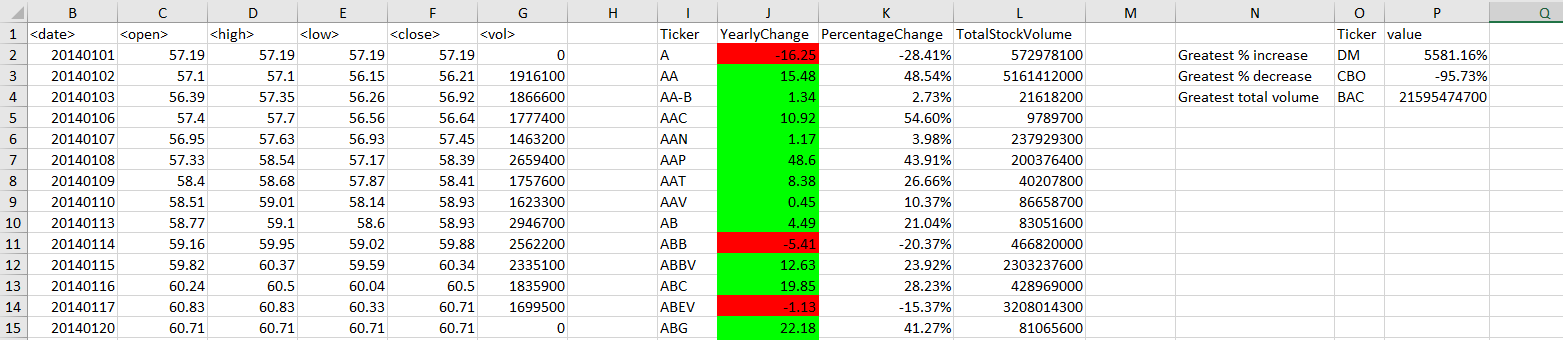 B C D E F G H I J K L M N O P Q
1 <date> <open> <high> <low> <close> <vol> Ticker YearlyChange PercentageChange TotalStockVolume Ticker value
2 20140101 57.19 57.19 57.19 57.19 0 A -16.25 -28.41% 572978100 Greatest % increase DM 5581.16%
3 20140102 57.1 57.1 56.15 56.21 1916100 AA 15.48 48.54% 5161412000 Greatest % decrease CBO -95.73%
4 20140103 56.39 57.35 56.26 56.92 1866600 AA-B 1.34 2.73% 21618200 Greatest total volume BAC 21595474700
5 20140106 57.4 57.7 56.56 56.64 1777400 AAC 10.92 54.60% 9789700
6 20140107 56.95 57.63 56.93 57.45 1463200 AAN 1.17 3.98% 237929300
7 20140108 57.33 58.54 57.17 58.39 2659400 AAP 48.6 43.91% 200376400
8 20140109 58.4 58.68 57.87 58.41 1757600 AAT 8.38 26.66% 40207800
9 20140110 58.51 59.01 58.14 58.93 1623300 AAV 0.45 10.37% 86658700
10 20140113 58.77 59.1 58.6 58.93 2946700 AB 4.49 21.04% 83051600
11 20140114 59.16 59.95 59.02 59.88 2562200 ABB -5.41 -20.37% 466820000
12 20140115 59.82 60.37 59.59 60.34 2335100 ABBV 12.63 23.92% 2303237600
13 20140116 60.24 60.5 60.04 60.5 1835900 ABC 19.85 28.23% 428969000
14 20140117 60.83 60.83 60.33 60.71 1699500 ABEV -1.13 -15.37% 3208014300
15 20140120 60.71 60.71 60.71 60.71 0 ABG 22.18 41.27% 81065600